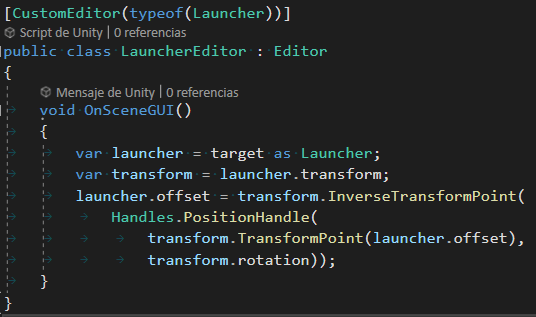 [CustomEditor(typeof(Launcher))]
Script de Unity | 0 referencias
public class LauncherEditor : Editor
{
Mensaje de Unity | 0 referencias
void OnSceneGUI()
{
var launcher = target as Launcher;
var transform = launcher.transform;
launcher.offset = transform.InverseTransformPoint(
Handles.PositionHandle(
transform.TransformPoint(launcher.offset),
transform.rotation));
}
}